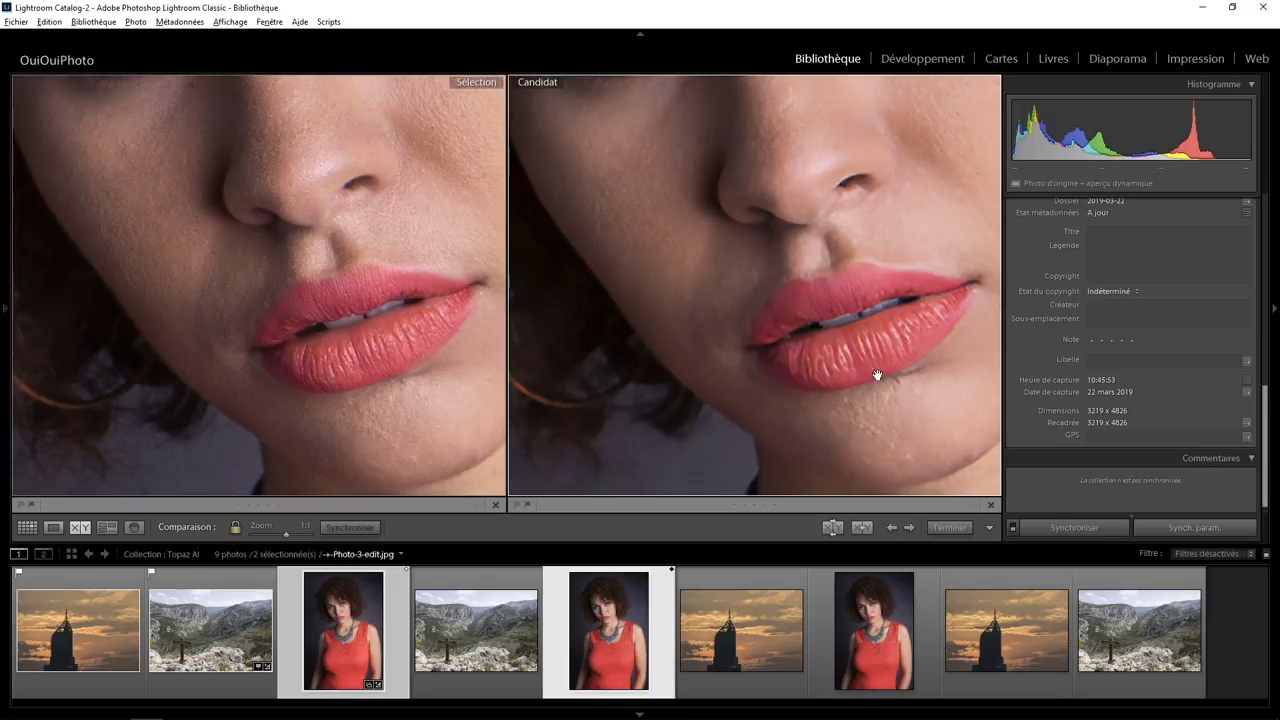 Lightroom Catalog-2 - Adobe Photoshop Lightroom Classic - Bibliothèque
Fichier Edition Bibliothèque Photo Métadonnées Affichage Fenêtre Aide Scripts
OuiOuiPhoto
Bibliothèque | Développement | Cartes | Livres | Diaporama | Impression | Web
Sélection
Candidat
Histogramme
Photo d'origine + aperçu dynamique
Dossier 2019-03-22
Etat métadonnées A jour
Titre
Légende
Copyright
Etat du copyright Indéterminé
Créateur
Sous-emplacement
Note
Libellé
Heure de capture 10:45:53
Date de capture 22 mars 2019
Dimensions 3219 x 4826
Recadrée 3219 x 4826
GPS
Commentaires
La collection n'est pas synchronisée.
Comparaison : Zoom 1:1 Synchroniser
Terminer
Synchroniser Synch. param.
1 2 Collection : Topaz AI 9 photos /2 sélectionnée(s) /-+-Photo-3-edit.jpg
Filtre : Filtres désactivés